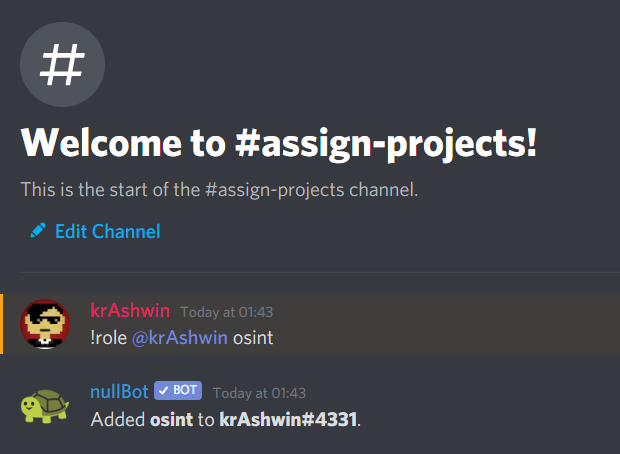 #
Welcome to #assign-projects!
This is the start of the #assign-projects channel.
Edit Channel
krAshwin Today at 01:43
!role @krAshwin osint
nullBot ✓ BOT Today at 01:43
Added osint to krAshwin#4331.